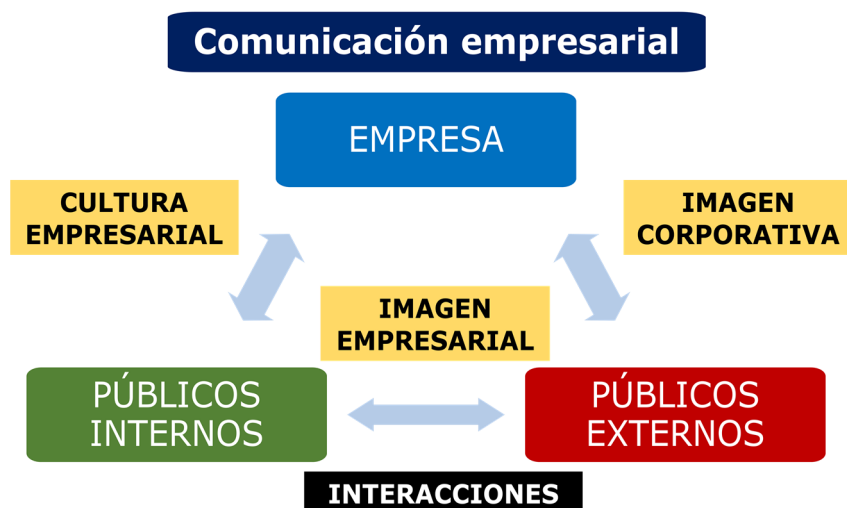 Comunicación empresarial
EMPRESA
CULTURA
EMPRESARIAL
IMAGEN
CORPORATIVA
IMAGEN
EMPRESARIAL
PÚBLICOS
INTERNOS
PÚBLICOS
EXTERNOS
INTERACCIONES